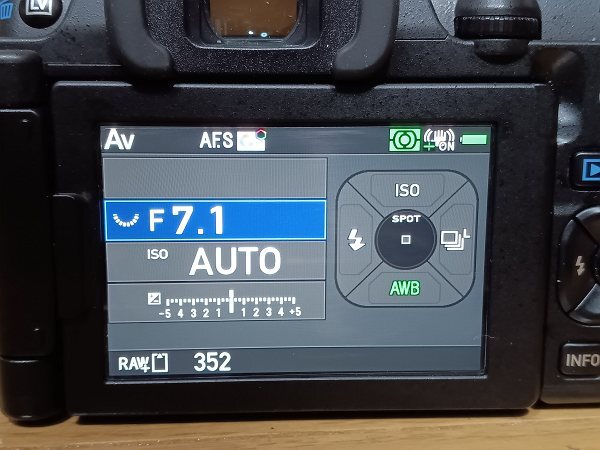 LV
Av AF.S ON
ISO
F 7.1 SPOT
ISO AUTO L
AWB
-5 4 3 2 1 1 2 3 4 +5
RAW+ 352
INFO